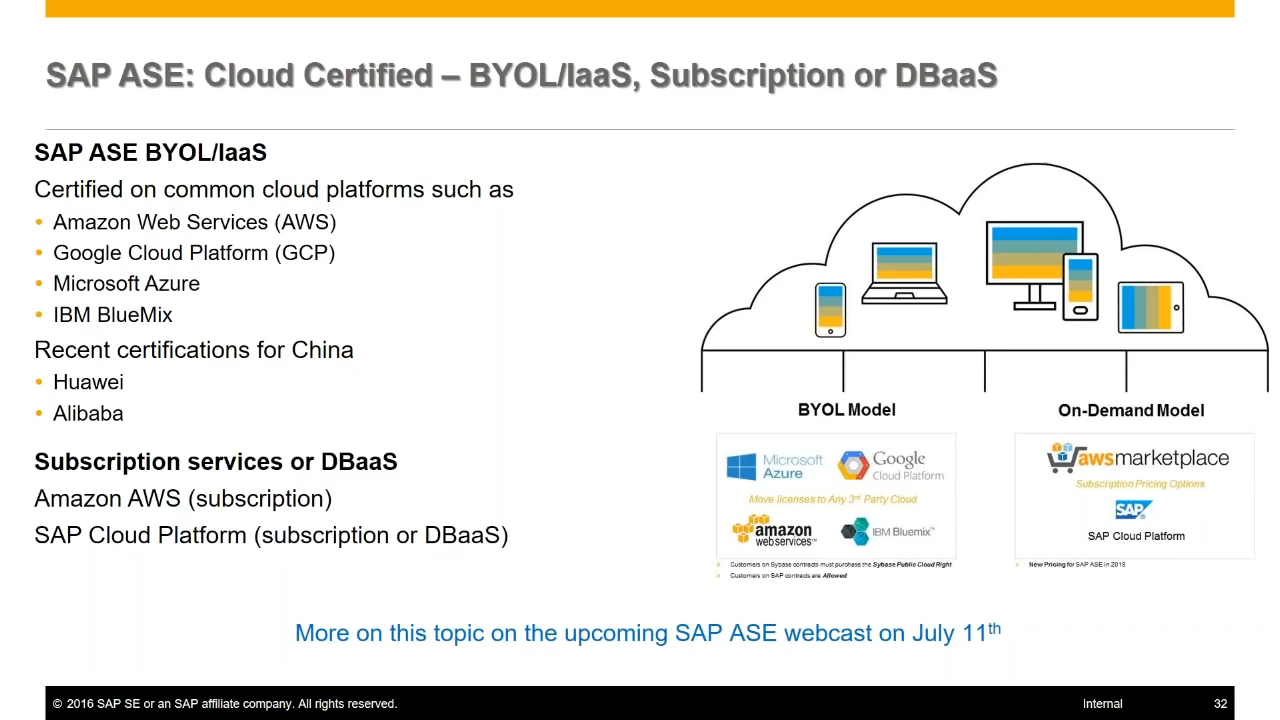 SAP ASE: Cloud Certified – BYOL/IaaS, Subscription or DBaaS
SAP ASE BYOL/IaaS
Certified on common cloud platforms such as
• Amazon Web Services (AWS)
• Google Cloud Platform (GCP)
• Microsoft Azure
• IBM BlueMix
Recent certifications for China
• Huawei
• Alibaba
Subscription services or DBaaS
Amazon AWS (subscription)
SAP Cloud Platform (subscription or DBaaS)
BYOL Model
Microsoft
Azure
Google
Cloud Platform
Move licenses to Any 3rd Party Cloud
amazon
webservices™
IBM Bluemix™
Customers on Sybase contracts must purchase the Sybase Public Cloud Right
Customers on SAP contracts are Allowed
On-Demand Model
awsmarketplace
Subscription Pricing Options
SAP
SAP Cloud Platform
New Pricing for SAP ASE in 2018
More on this topic on the upcoming SAP ASE webcast on July 11th
© 2016 SAP SE or an SAP affiliate company. All rights reserved.
Internal
32